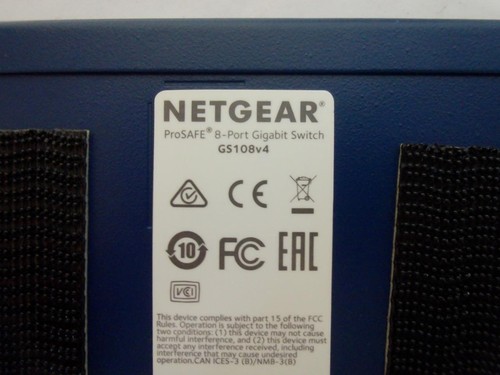 NETGEAR®
ProSAFE® 8-Port Gigabit Switch
GS108v4
CE
10 FC EAC
VCCI
This device complies with part 15 of the FCC
Rules. Operation is subject to the following
two conditions: (1) this device may not cause
harmful interference, and (2) this device must
accept any interference received, including
interference that may cause undesired
operation.CAN ICES-3 (B)/NMB-3(B)